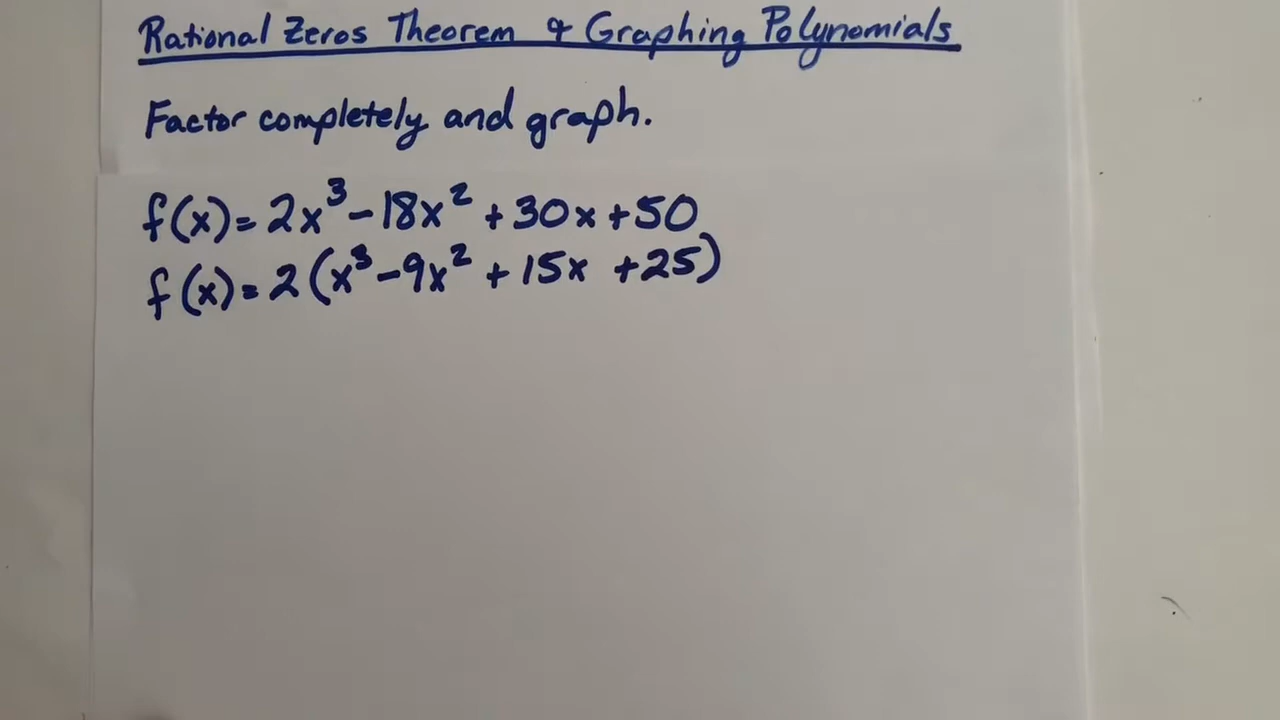 Rational Zeros Theorem & Graphing Polynomials
Factor completely and graph.
f(x)= 2x³ - 18x² + 30x + 50
f(x)= 2(x³ - 9x² + 15x + 25)